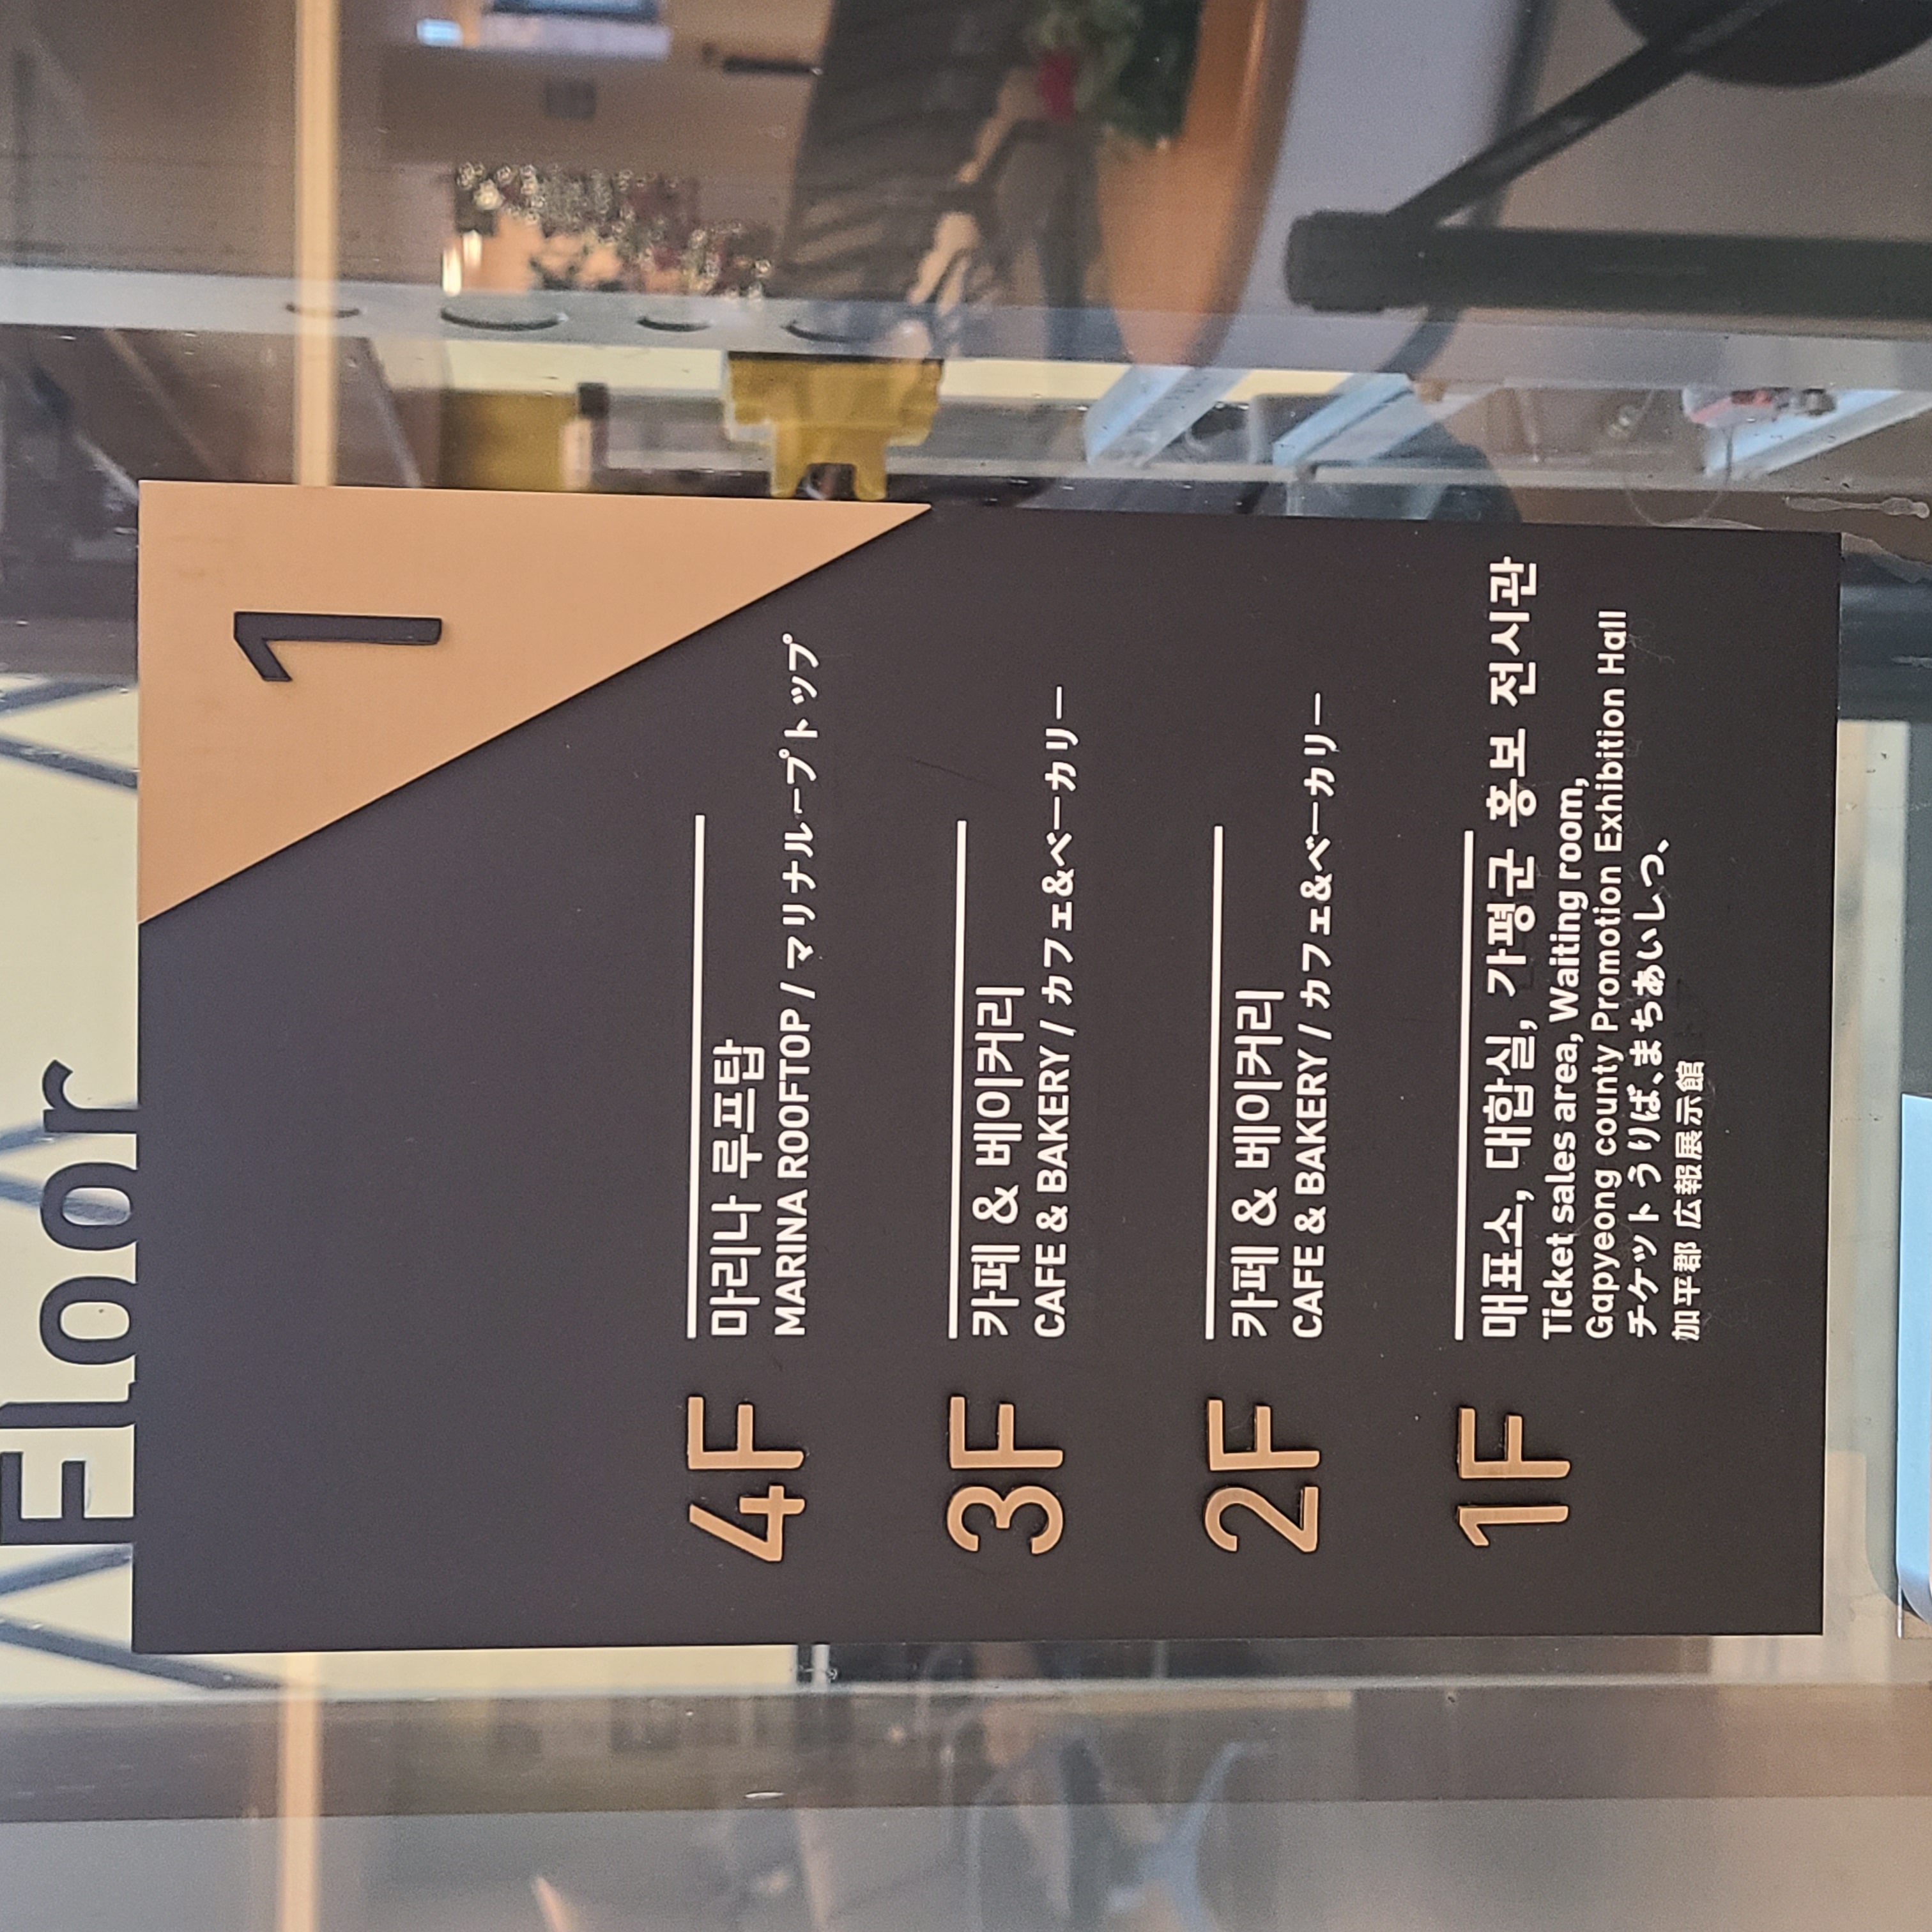 Floor
1
4F
마리나 루프탑
MARINA ROOFTOP / マリナルーフトップ
3F
카페 & 베이커리
CAFE & BAKERY / カフェ&ベーカリー
2F
카페 & 베이커리
CAFE & BAKERY / カフェ&ベーカリー
1F
매표소, 대합실, 가평군 홍보 전시관
Ticket sales area, Waiting room,
Gapyeong county Promotion Exhibition Hall
チケットうりば、まちあいしつ、
加平郡 広報展示館